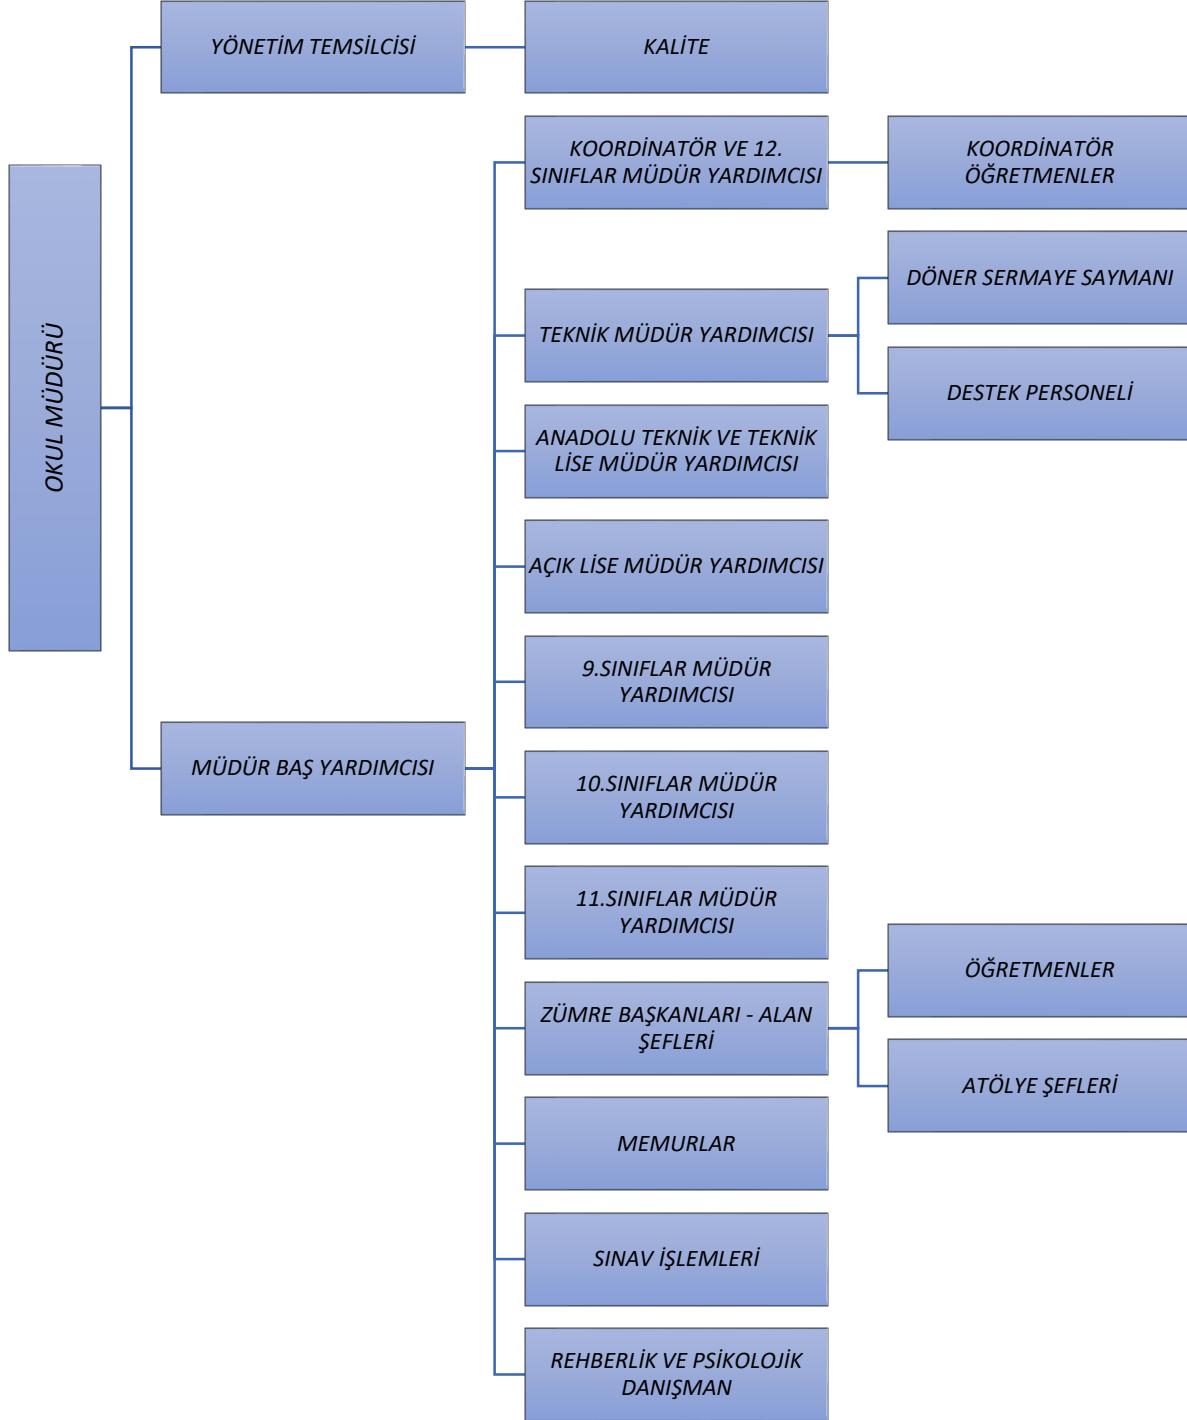 OKUL MÜDÜRÜ
YÖNETİM TEMSİLCİSİ
KALİTE
MÜDÜR BAŞ YARDIMCISI
KOORDİNATÖR VE 12.
SINIFLAR MÜDÜR YARDIMCISI
KOORDİNATÖR
ÖĞRETMENLER
TEKNİK MÜDÜR YARDIMCISI
DÖNER SERMAYE SAYMANI
DESTEK PERSONELİ
ANADOLU TEKNİK VE TEKNİK
LİSE MÜDÜR YARDIMCISI
AÇIK LİSE MÜDÜR YARDIMCISI
9.SINIFLAR MÜDÜR
YARDIMCISI
10.SINIFLAR MÜDÜR
YARDIMCISI
11.SINIFLAR MÜDÜR
YARDIMCISI
ZÜMRE BAŞKANLARI - ALAN
ŞEFLERİ
ÖĞRETMENLER
ATÖLYE ŞEFLERİ
MEMURLAR
SINAV İŞLEMLERİ
REHBERLİK VE PSİKOLOJİK
DANIŞMAN